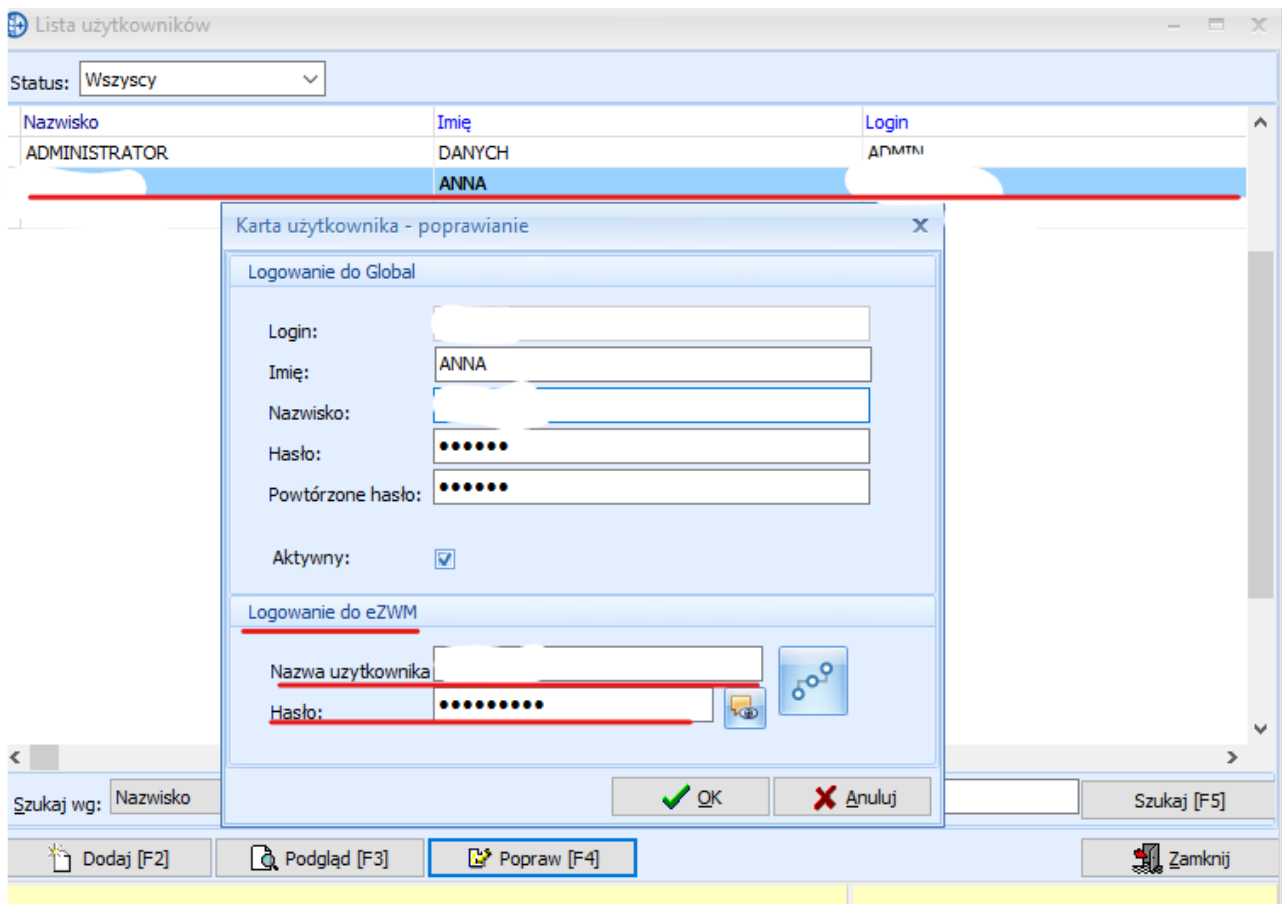 Lista użytkowników
Status: Wszyscy
Nazwisko Imię Login
ADMINISTRATOR DANYCH ADMIN
ANNA
Karta użytkownika - poprawianie
Logowanie do Global
Login:
Imię: ANNA
Nazwisko:
Hasło: ••••••
Powtórzone hasło: ••••••
Aktywny:
Logowanie do eZWM
Nazwa uzytkownika
Hasło: •••••••••
OK Anuluj
Szukaj wg: Nazwisko Szukaj [F5]
Dodaj [F2] Podgląd [F3] Popraw [F4] Zamknij